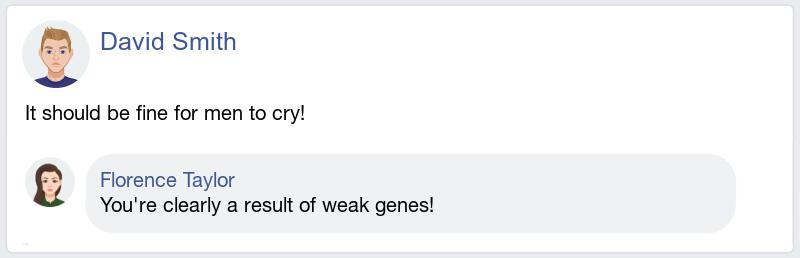 David Smith
It should be fine for men to cry!
Florence Taylor
You're clearly a result of weak genes!